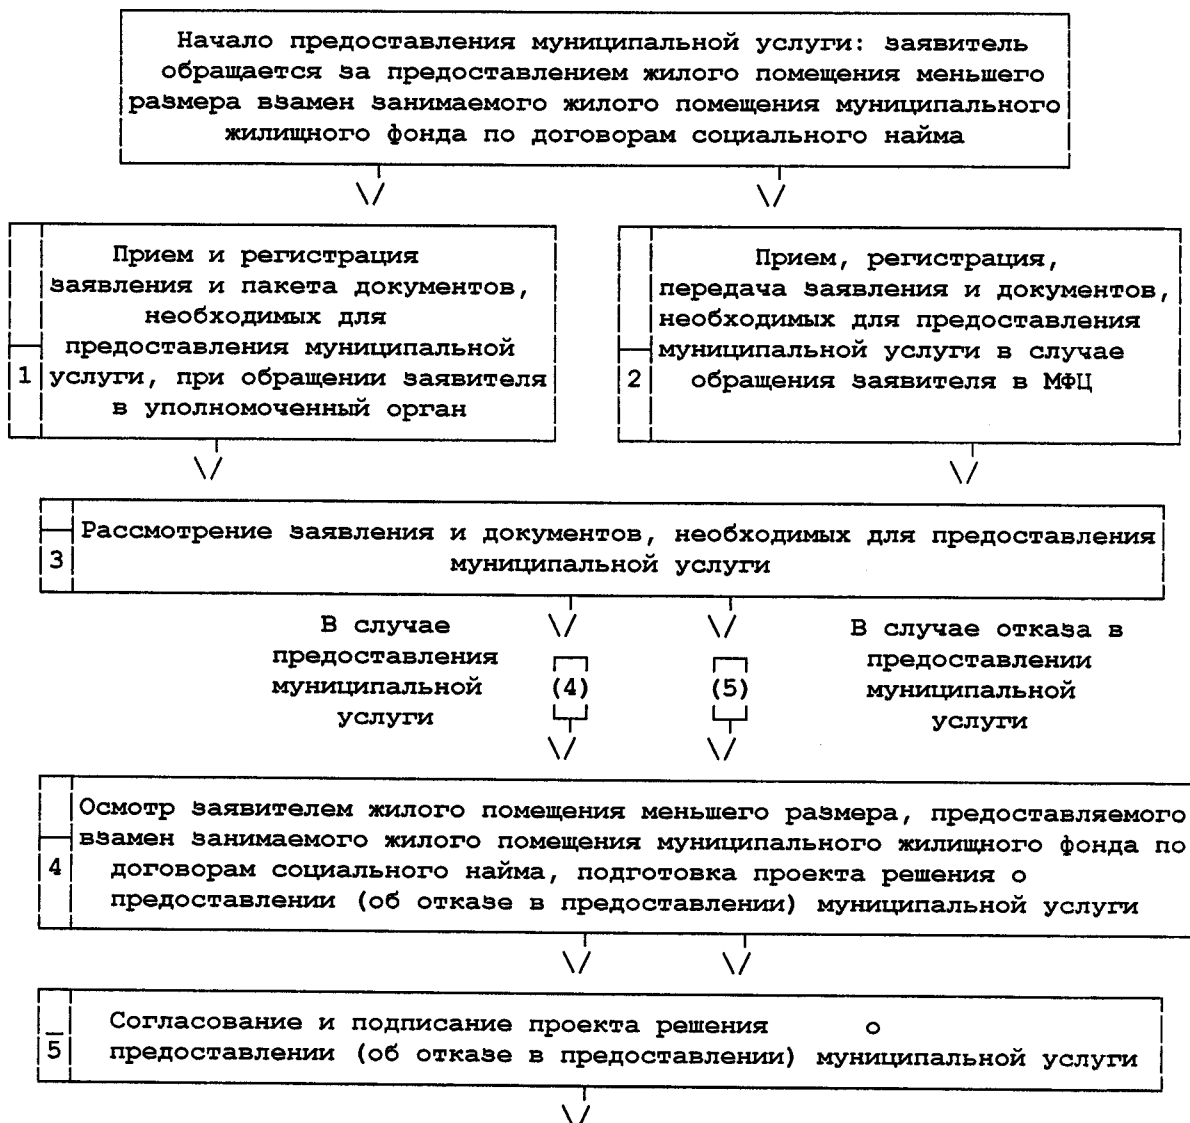 Начало предоставления муниципальной услуги: заявитель
обращается за предоставлением жилого помещения меньшего
размера взамен занимаемого жилого помещения муниципального
жилищного фонда по договорам социального найма
Прием и регистрация
заявления и пакета документов,
необходимых для
предоставления муниципальной
1 услуги, при обращении заявителя
в уполномоченный орган
Прием, регистрация,
передача заявления и документов,
необходимых для предоставления
муниципальной услуги в случае
2 обращения заявителя в МФЦ
Рассмотрение заявления и документов, необходимых для предоставления
3 муниципальной услуги
В случае
предоставления
муниципальной
услуги
(4)
(5)
В случае отказа в
предоставлении
муниципальной
услуги
Осмотр заявителем жилого помещения меньшего размера, предоставляемого
взамен занимаемого жилого помещения муниципального жилищного фонда по
4 договорам социального найма, подготовка проекта решения о
предоставлении (об отказе в предоставлении) муниципальной услуги
Согласование и подписание проекта решения о
5 предоставлении (об отказе в предоставлении) муниципальной услуги